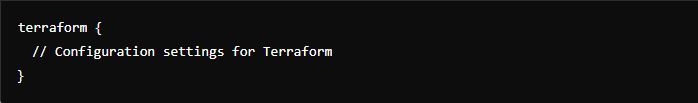 terraform {
  // Configuration settings for Terraform
}